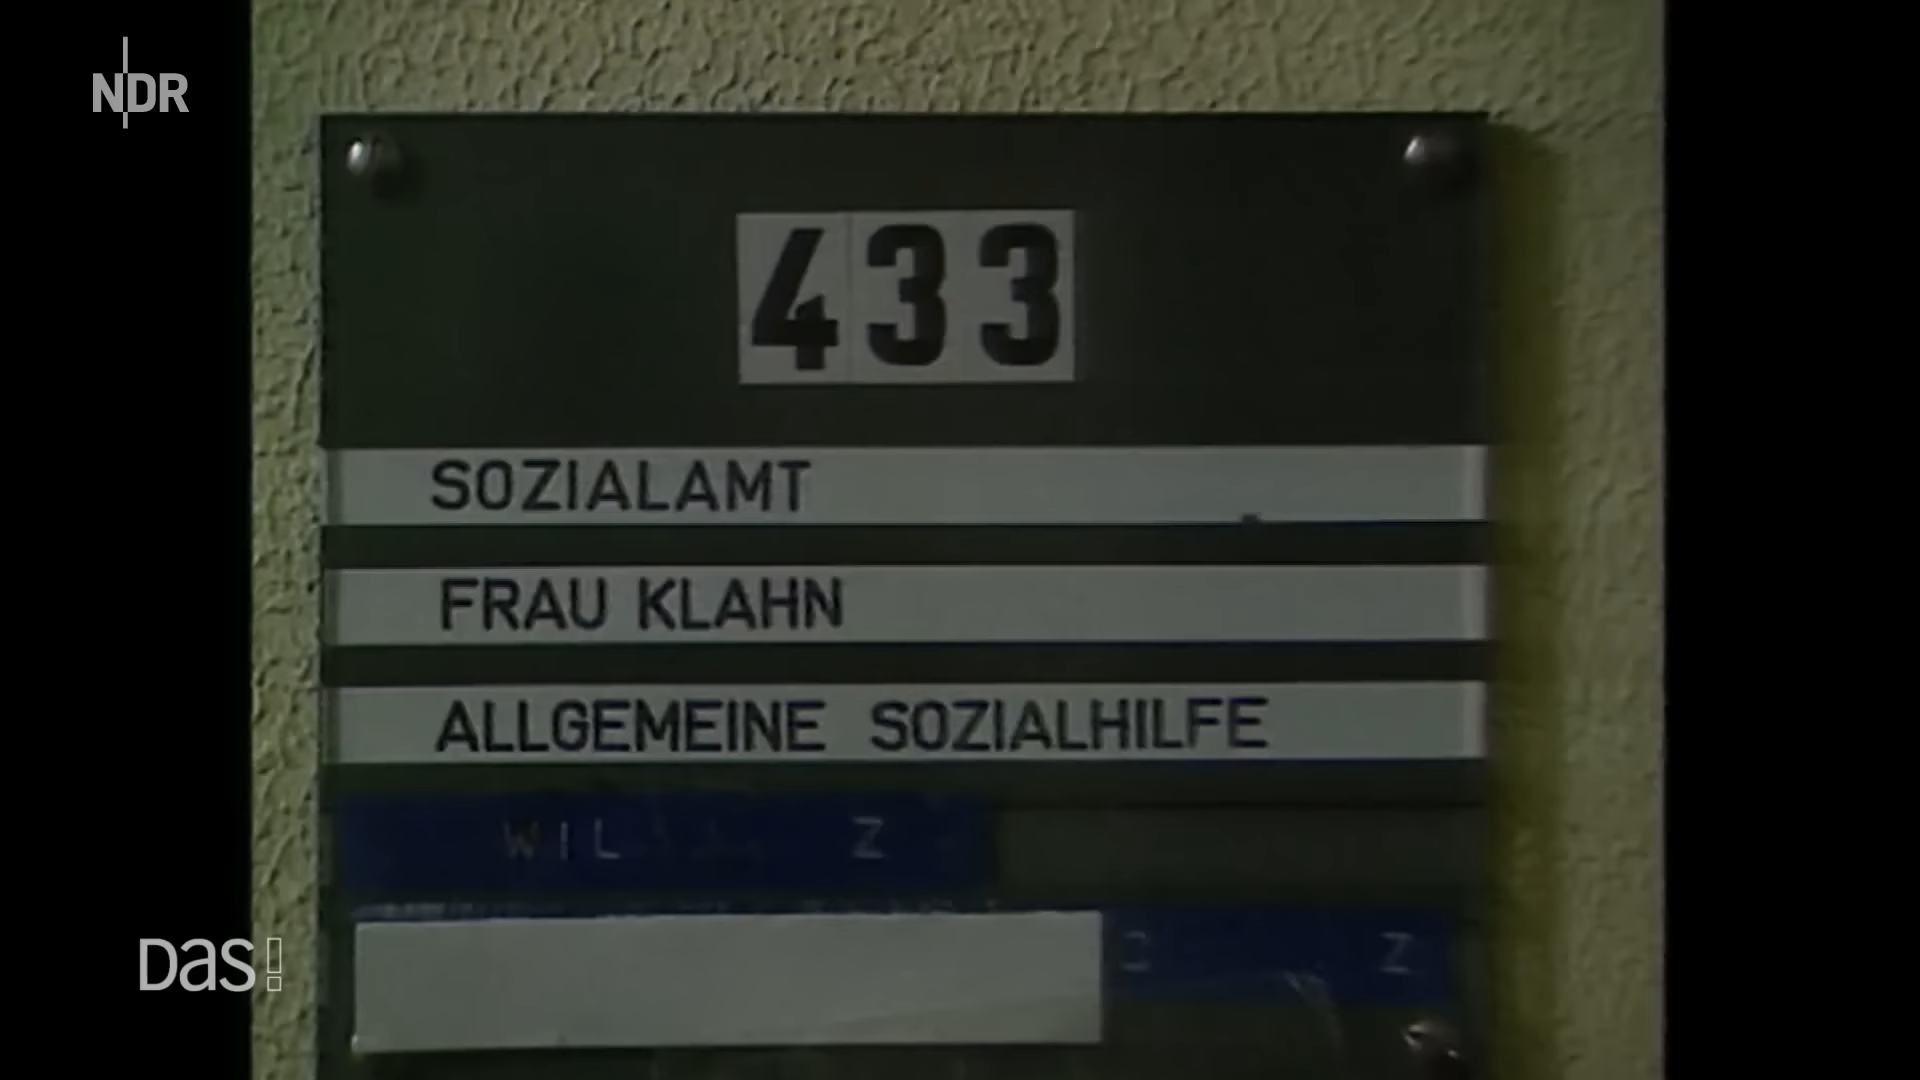 NDR
433
SOZIALAMT
FRAU KLAHN
ALLGEMEINE SOZIALHILFE
Z
Z
DAS!